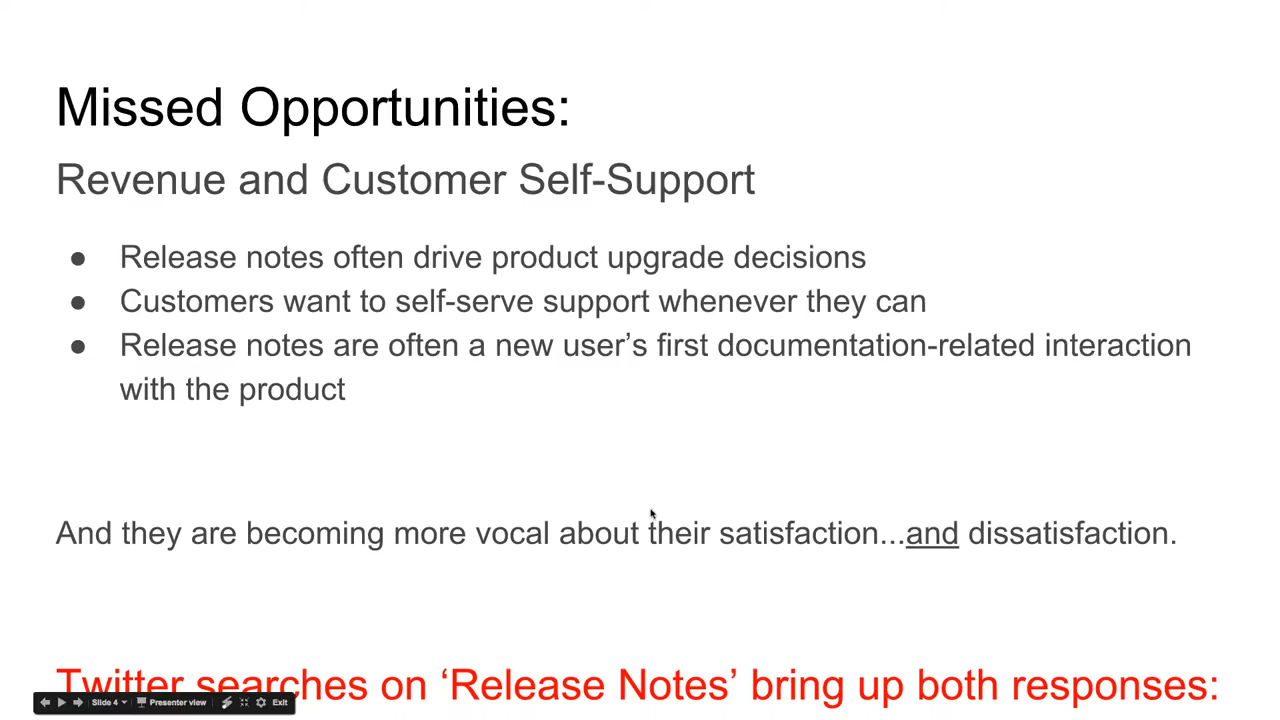 Missed Opportunities:
Revenue and Customer Self-Support
● Release notes often drive product upgrade decisions
● Customers want to self-serve support whenever they can
● Release notes are often a new user’s first documentation-related interaction
with the product
And they are becoming more vocal about their satisfaction...and dissatisfaction.
Twitter searches on ‘Release Notes’ bring up both responses:
Slide 4 Presenter view Exit